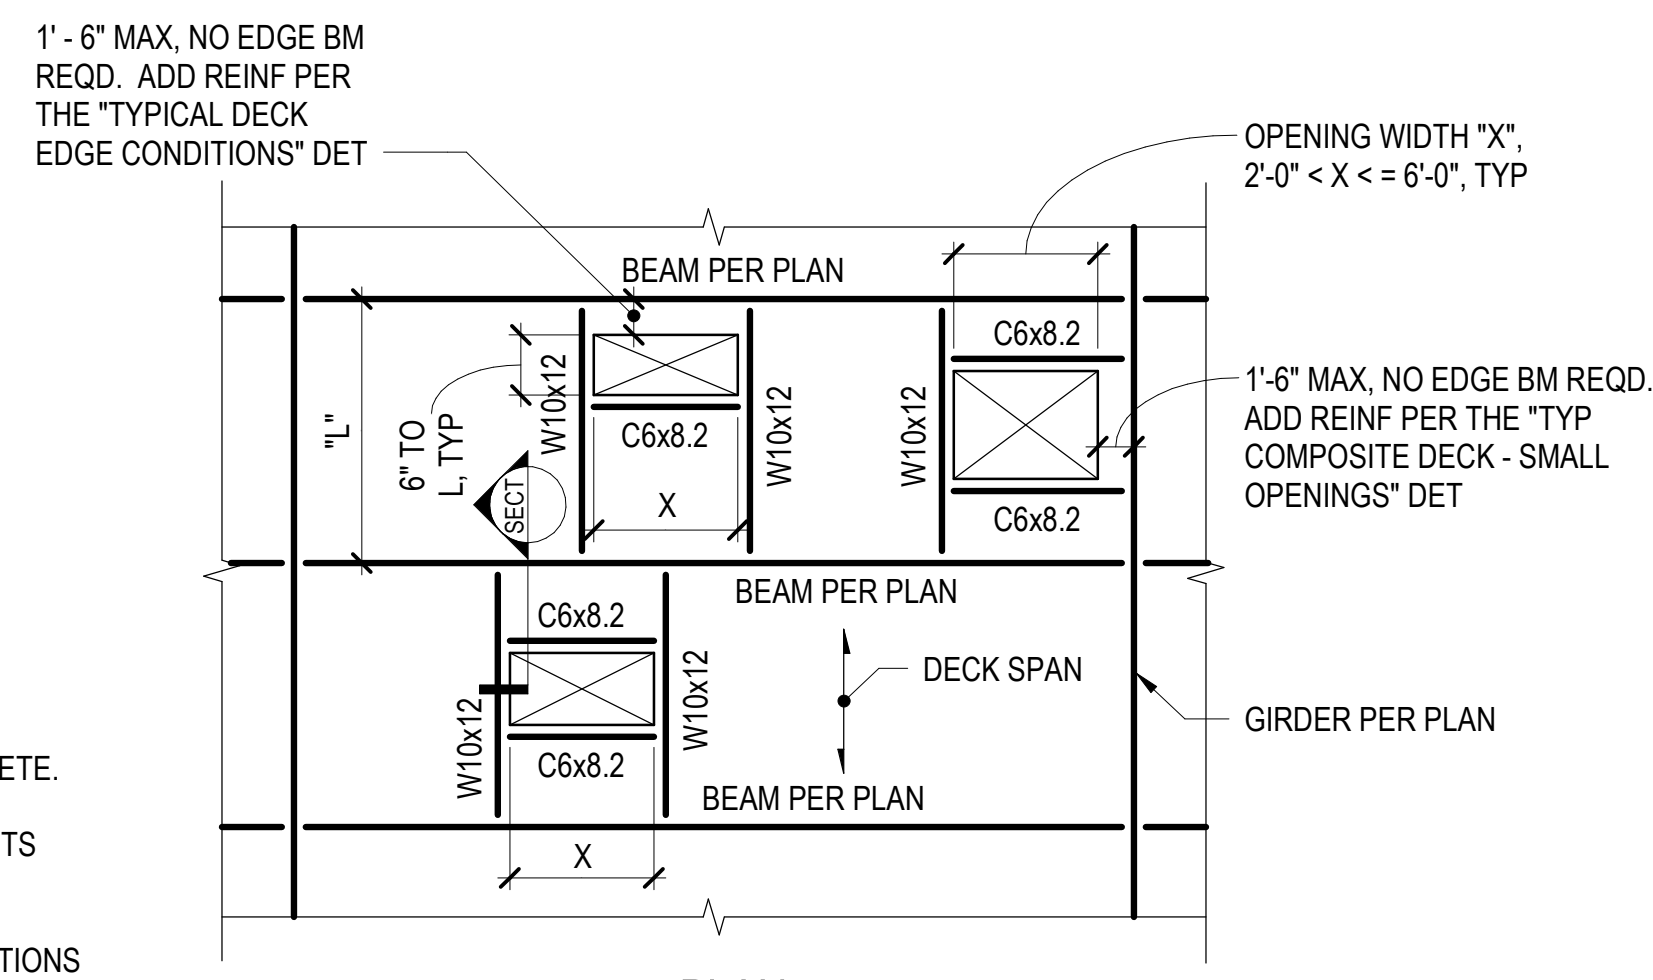 1' - 6" MAX, NO EDGE BM
REQD. ADD REINF PER
THE "TYPICAL DECK
EDGE CONDITIONS" DET
OPENING WIDTH "X",
2'-0" < X < = 6'-0", TYP
BEAM PER PLAN
C6x8.2
W10x12
W10x12
W10x12
1'-6" MAX, NO EDGE BM REQD.
ADD REINF PER THE "TYP
COMPOSITE DECK - SMALL
OPENINGS" DET
"L"
6" TO
L, TYP
C6x8.2
SECT
X
C6x8.2
BEAM PER PLAN
C6x8.2
DECK SPAN
W10x12
W10x12
GIRDER PER PLAN
C6x8.2
BEAM PER PLAN
ETE.
TS
X
TIONS